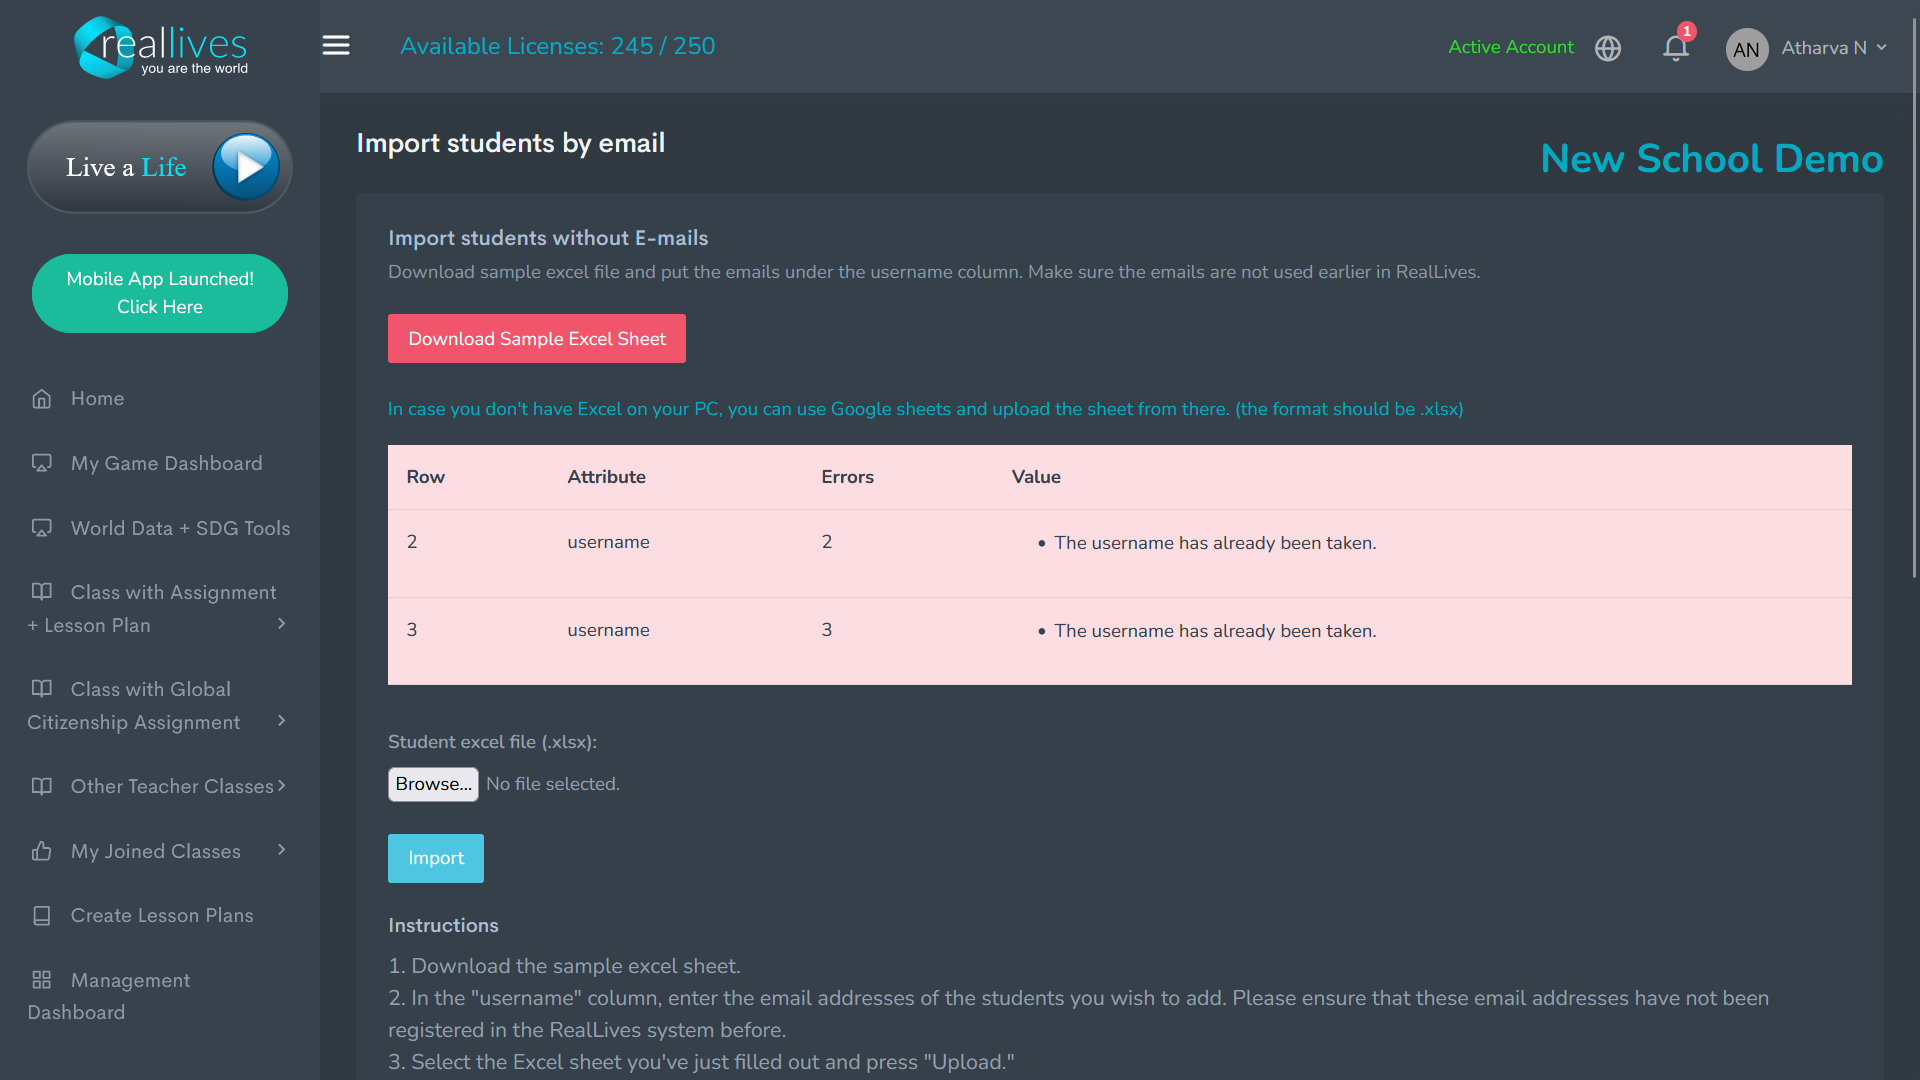 reallives
you are the world
Available Licenses: 245 / 250
Active Account
1
AN
Atharva N
Live a Life
Mobile App Launched!
Click Here
Home
My Game Dashboard
World Data + SDG Tools
Class with Assignment
+ Lesson Plan
Class with Global
Citizenship Assignment
Other Teacher Classes
My Joined Classes
Create Lesson Plans
Management
Dashboard
Import students by email
New School Demo
Import students without E-mails
Download sample excel file and put the emails under the username column. Make sure the emails are not used earlier in RealLives.
Download Sample Excel Sheet
In case you don't have Excel on your PC, you can use Google sheets and upload the sheet from there. (the format should be .xlsx)
Row Attribute Errors Value
2 username 2 • The username has already been taken.
3 username 3 • The username has already been taken.
Student excel file (.xlsx):
Browse... No file selected.
Import
Instructions
1. Download the sample excel sheet.
2. In the "username" column, enter the email addresses of the students you wish to add. Please ensure that these email addresses have not been
registered in the RealLives system before.
3. Select the Excel sheet you've just filled out and press "Upload."